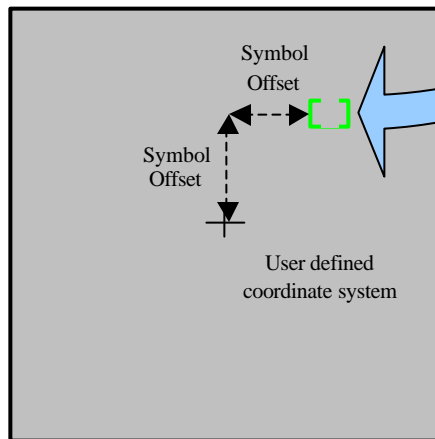 Symbol
Offset
Symbol
Offset
User defined
coordinate system